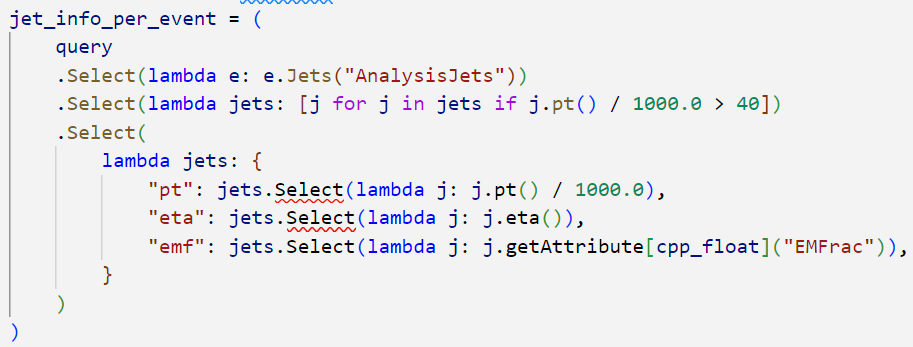 jet_info_per_event = (
    query
    .Select(lambda e: e.Jets("AnalysisJets"))
    .Select(lambda jets: [j for j in jets if j.pt() / 1000.0 > 40])
    .Select(
        lambda jets: {
            "pt": jets.Select(lambda j: j.pt() / 1000.0),
            "eta": jets.Select(lambda j: j.eta()),
            "emf": jets.Select(lambda j: j.getAttribute[cpp_float]("EMFrac")),
        }
    )
)